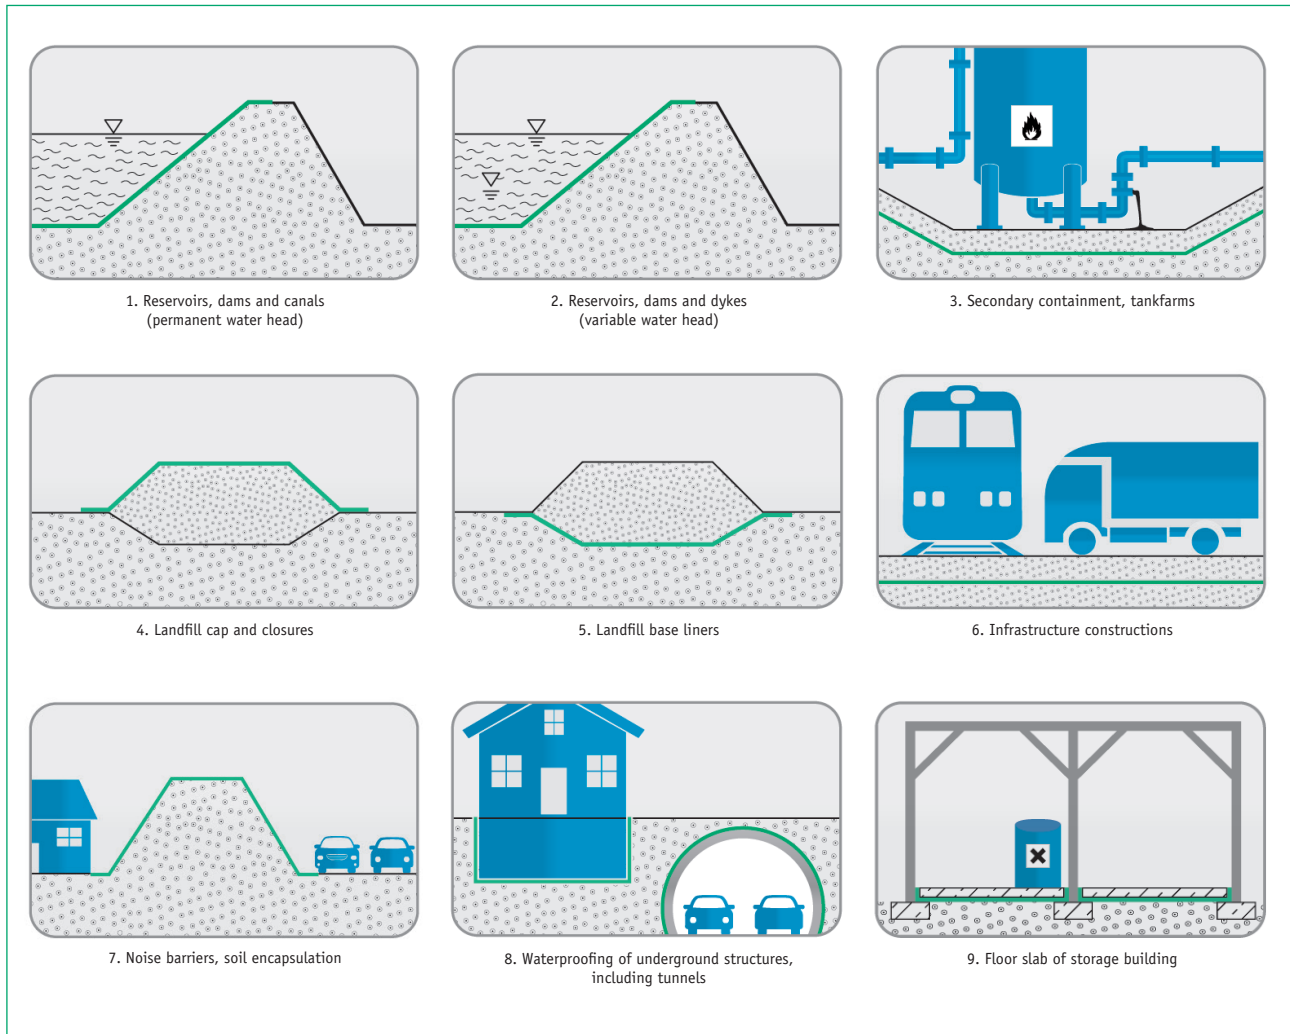 1. Reservoirs, dams and canals
(permanent water head)
2. Reservoirs, dams and dykes
(variable water head)
3. Secondary containment, tankfarms
4. Landfill cap and closures
5. Landfill base liners
6. Infrastructure constructions
7. Noise barriers, soil encapsulation
8. Waterproofing of underground structures,
including tunnels
9. Floor slab of storage building